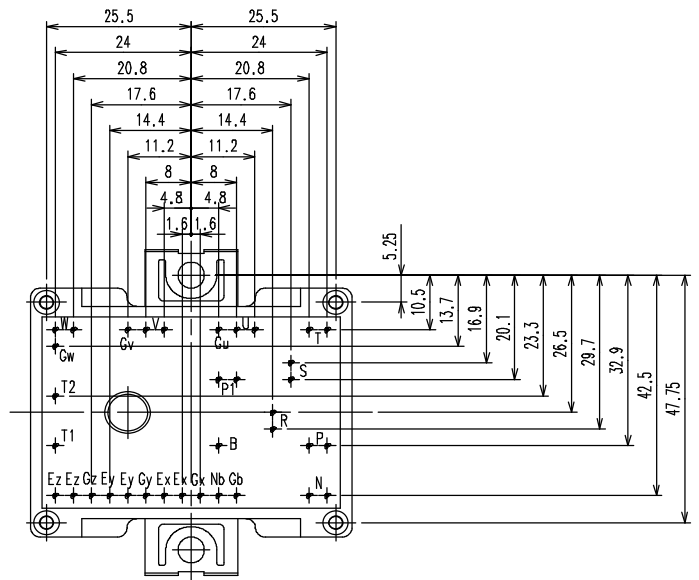 25.5 25.5
24 24
20.8 20.8
17.6 17.6
14.4 14.4
11.2 11.2
8 8
4.8 4.8
1.6 1.6
5.25
10.5
13.7
16.9
20.1
23.3
26.5
29.7
32.9
42.5
47.75
W V U T
Gw Gv Gu
S
T2 P1
R
T1 B P
Ez Ez Gz Ey Ey Gy Ex Ex Gx Nb Gb N